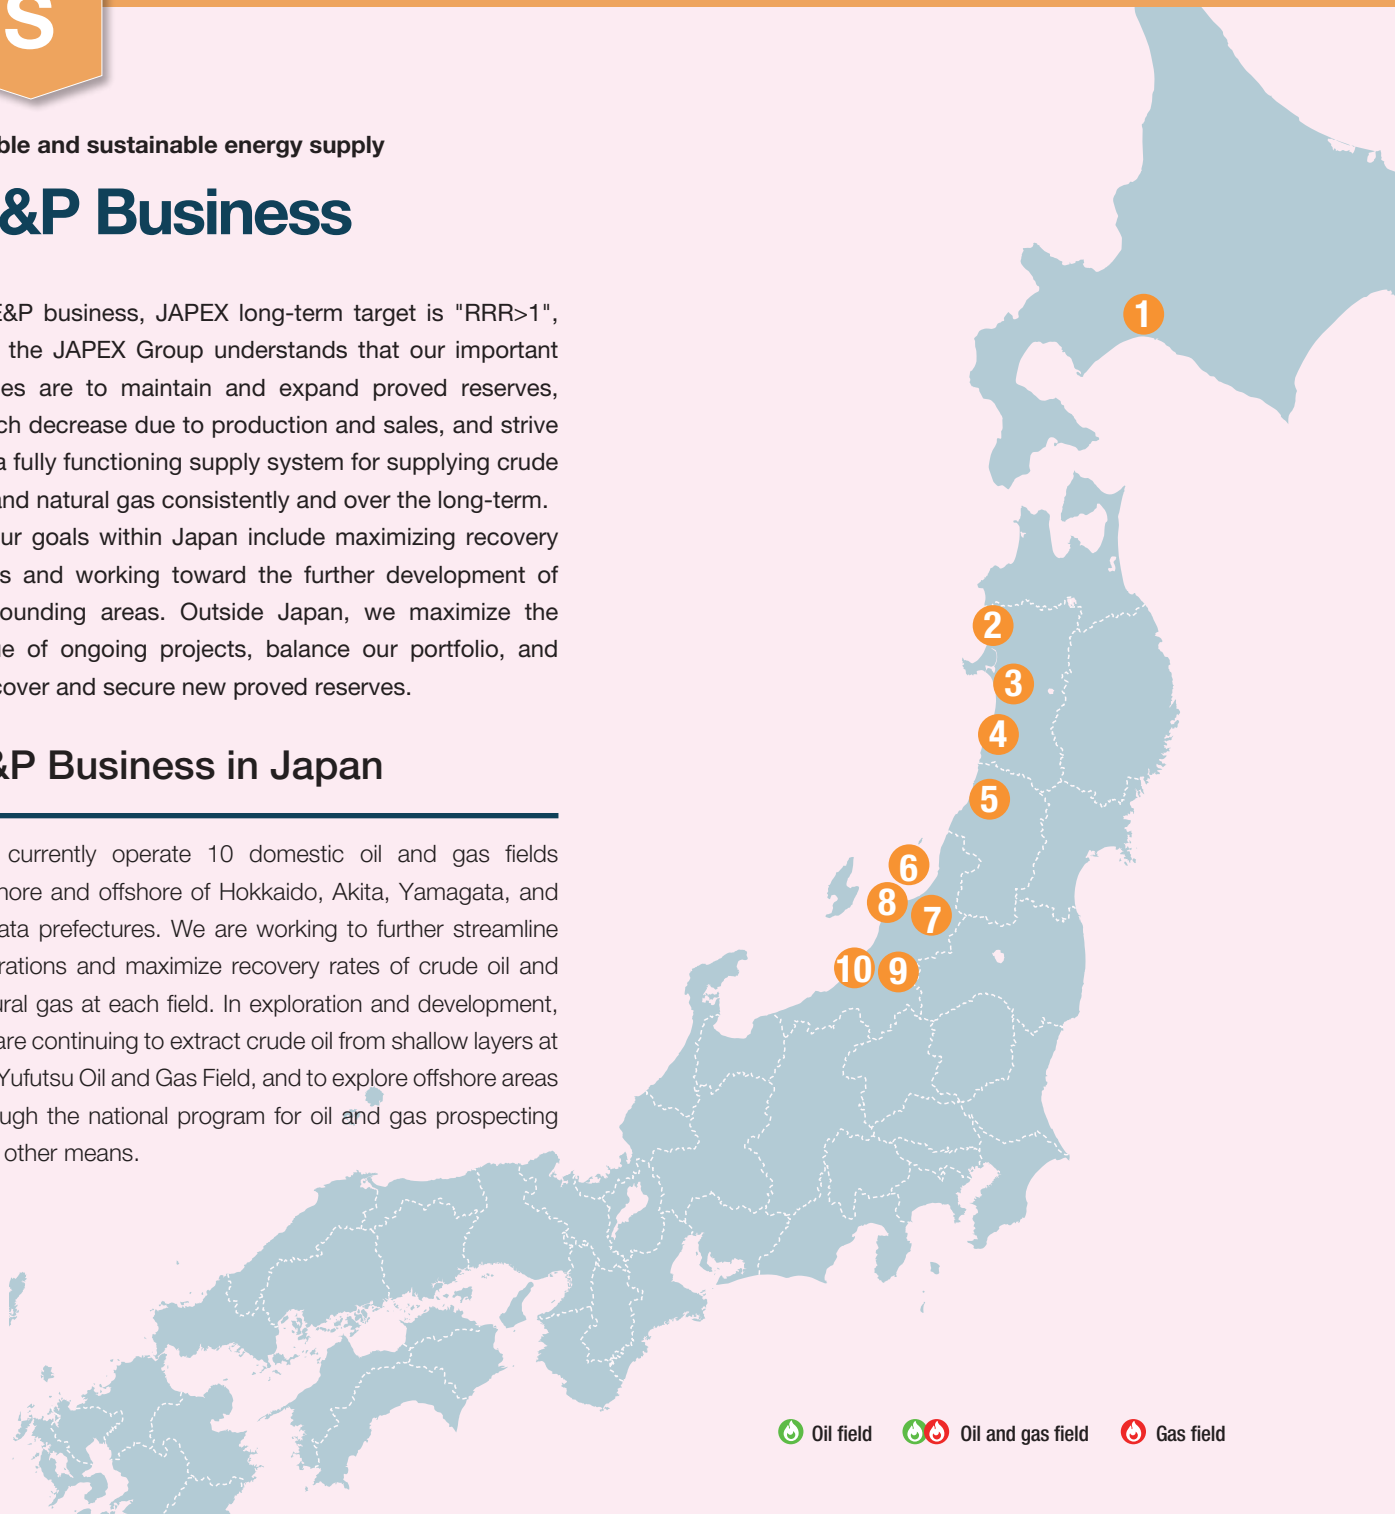 S
ble and sustainable energy supply
&P Business
E&P business, JAPEX long-term target is "RRR>1",
the JAPEX Group understands that our important
es are to maintain and expand proved reserves,
ch decrease due to production and sales, and strive
a fully functioning supply system for supplying crude
and natural gas consistently and over the long-term.
ur goals within Japan include maximizing recovery
s and working toward the further development of
ounding areas. Outside Japan, we maximize the
e of ongoing projects, balance our portfolio, and
cover and secure new proved reserves.
&P Business in Japan
currently operate 10 domestic oil and gas fields
hore and offshore of Hokkaido, Akita, Yamagata, and
ata prefectures. We are working to further streamline
rations and maximize recovery rates of crude oil and
ural gas at each field. In exploration and development,
are continuing to extract crude oil from shallow layers at
Yufutsu Oil and Gas Field, and to explore offshore areas
ugh the national program for oil and gas prospecting
other means.
1
2
3
4
5
6
8
7
10
9
Oil field
Oil and gas field
Gas field